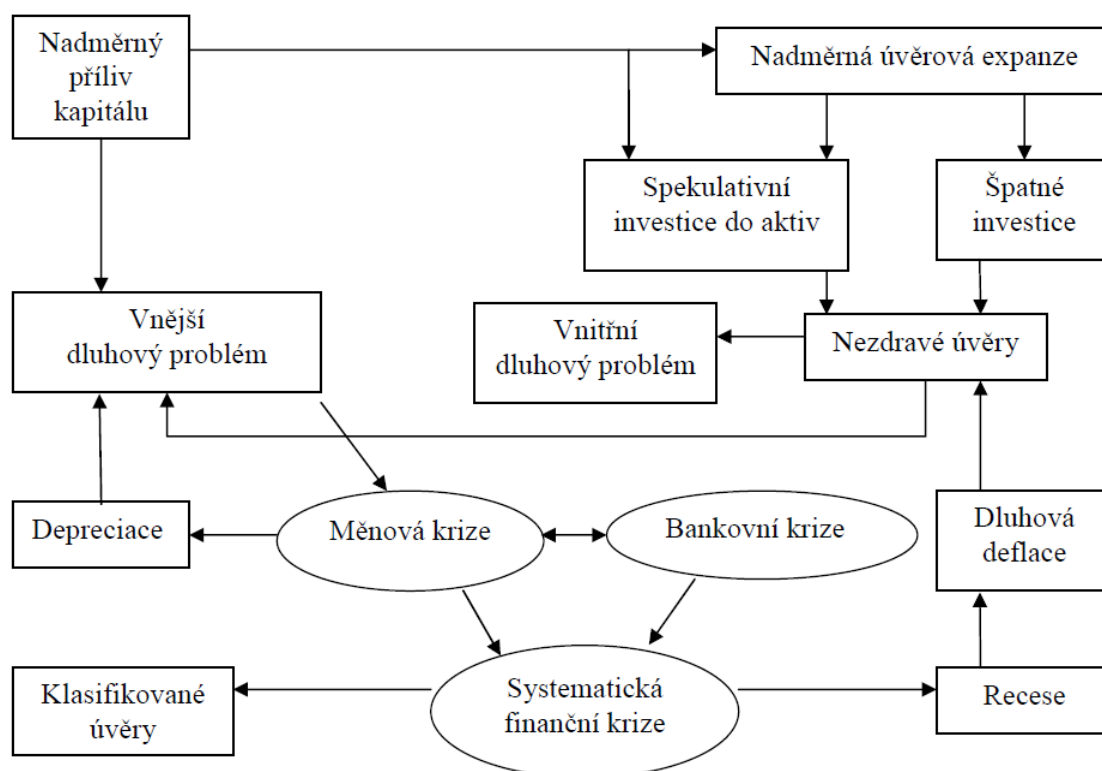 Nadměrný
příliv
kapitálu
Nadměrná úvěrová expanze
Spekulativní
investice do aktiv
Špatné
investice
Vnější
dluhový problém
Vnitřní
dluhový problém
Nezdravé úvěry
Depreciace
Měnová krize
Bankovní krize
Dluhová
deflace
Klasifikované
úvěry
Systematická
finanční krize
Recese